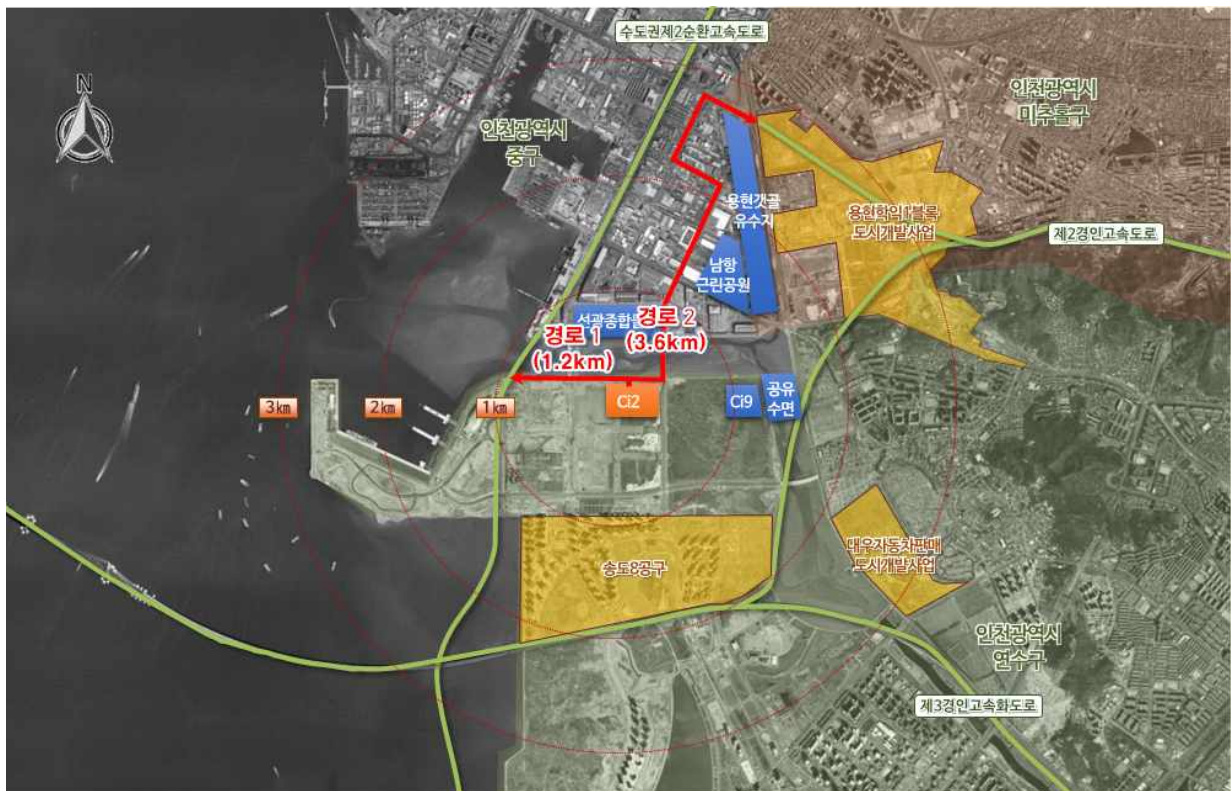 수도권제2순환고속도로
N
인천광역시
미추홀구
인천광역시
중구
용현갯골
유수지
용현학익1블록
도시개발사업
제2경인고속도로
남항
근린공원
경로 1
(1.2km)
경로 2
(3.6km)
3km
2km
1km
Ci2
Ci9
공유
수면
송도8공구
대우자동차판매
도시개발사업
인천광역시
연수구
제3경인고속화도로